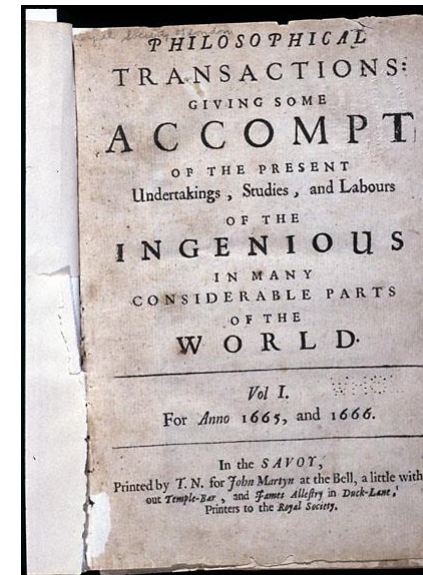 PHILOSOPHICAL
TRANSACTIONS:
GIVING SOME
ACCOMPT
OF THE PRESENT
Undertakings, Studies, and Labours
OF THE
INGENIOUS
IN MANY
CONSIDERABLE PARTS
OF THE
WORLD.
Vol I.
For Anno 1665, and 1666.
In the SAVOY,
Printed by T. N. for John Martyn at the Bell, a little with
out Temple-Bar, and James Allestry in Duck-Lane,
Printers to the Royal Society.